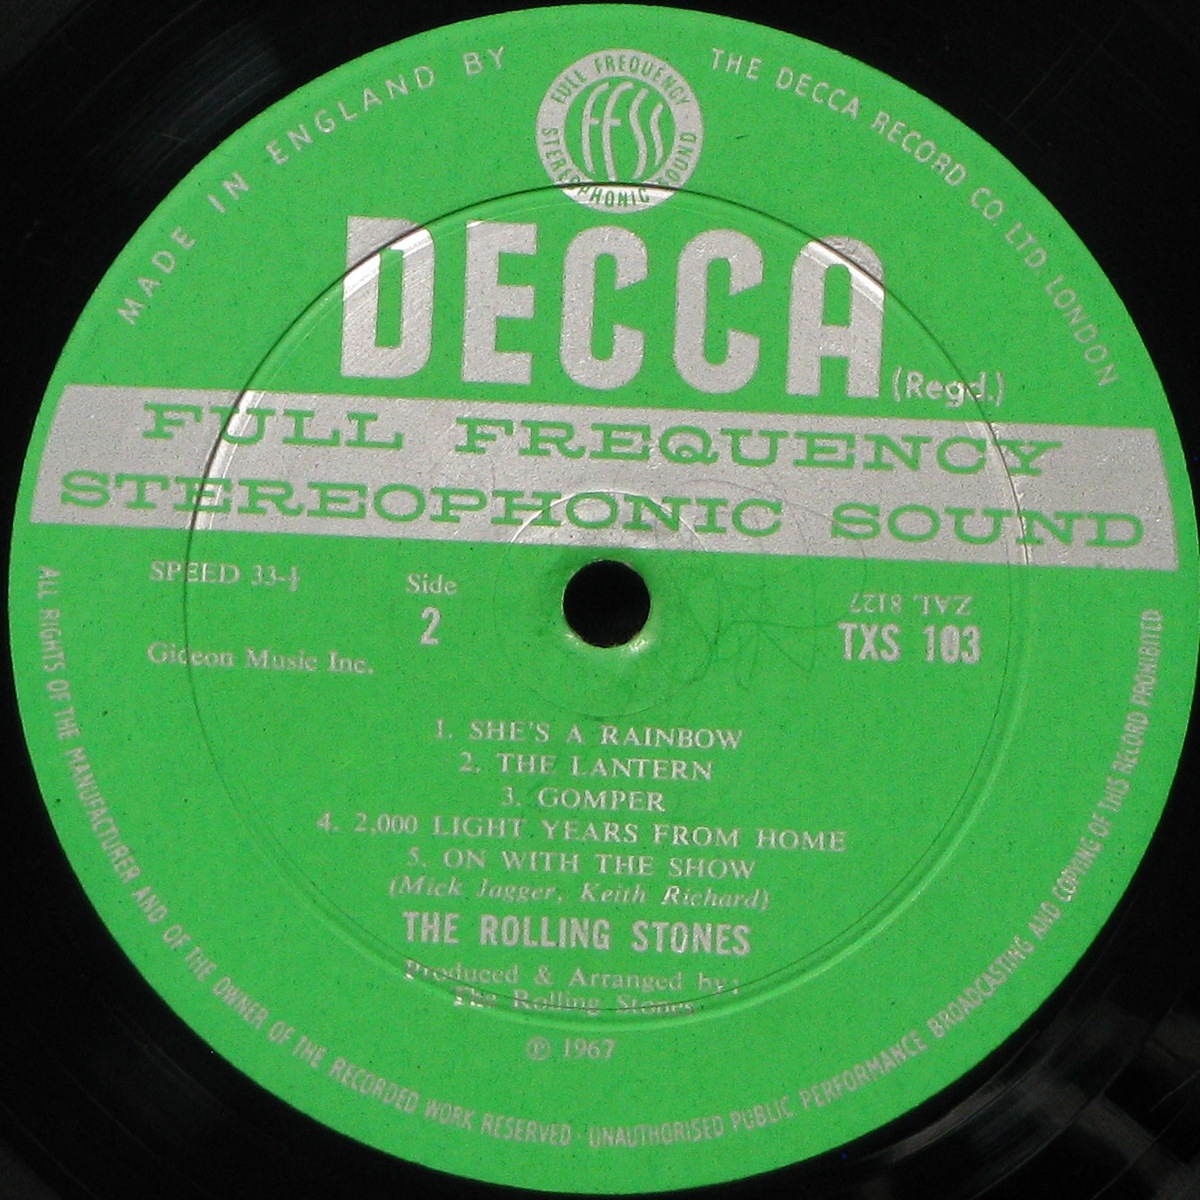 MADE IN ENGLAND BY THE DECCA RECORD CO. LTD. LONDON
FULL FREQUENCY
FFSS
STEREOPHONIC SOUND
DECCA
(Regd.)
FULL FREQUENCY
STEREOPHONIC SOUND
SPEED 33-⅓
Side
2
ZAL 8127
TXS 103
Gideon Music Inc.
1. SHE'S A RAINBOW
2. THE LANTERN
3. GOMPER
4. 2,000 LIGHT YEARS FROM HOME
5. ON WITH THE SHOW
(Mick Jagger, Keith Richard)
THE ROLLING STONES
Produced & Arranged by:
The Rolling Stones
℗ 1967
ALL RIGHTS OF THE MANUFACTURER AND OF THE OWNER OF THE RECORDED WORK RESERVED · UNAUTHORISED PUBLIC PERFORMANCE BROADCASTING AND COPYING OF THIS RECORD PROHIBITED